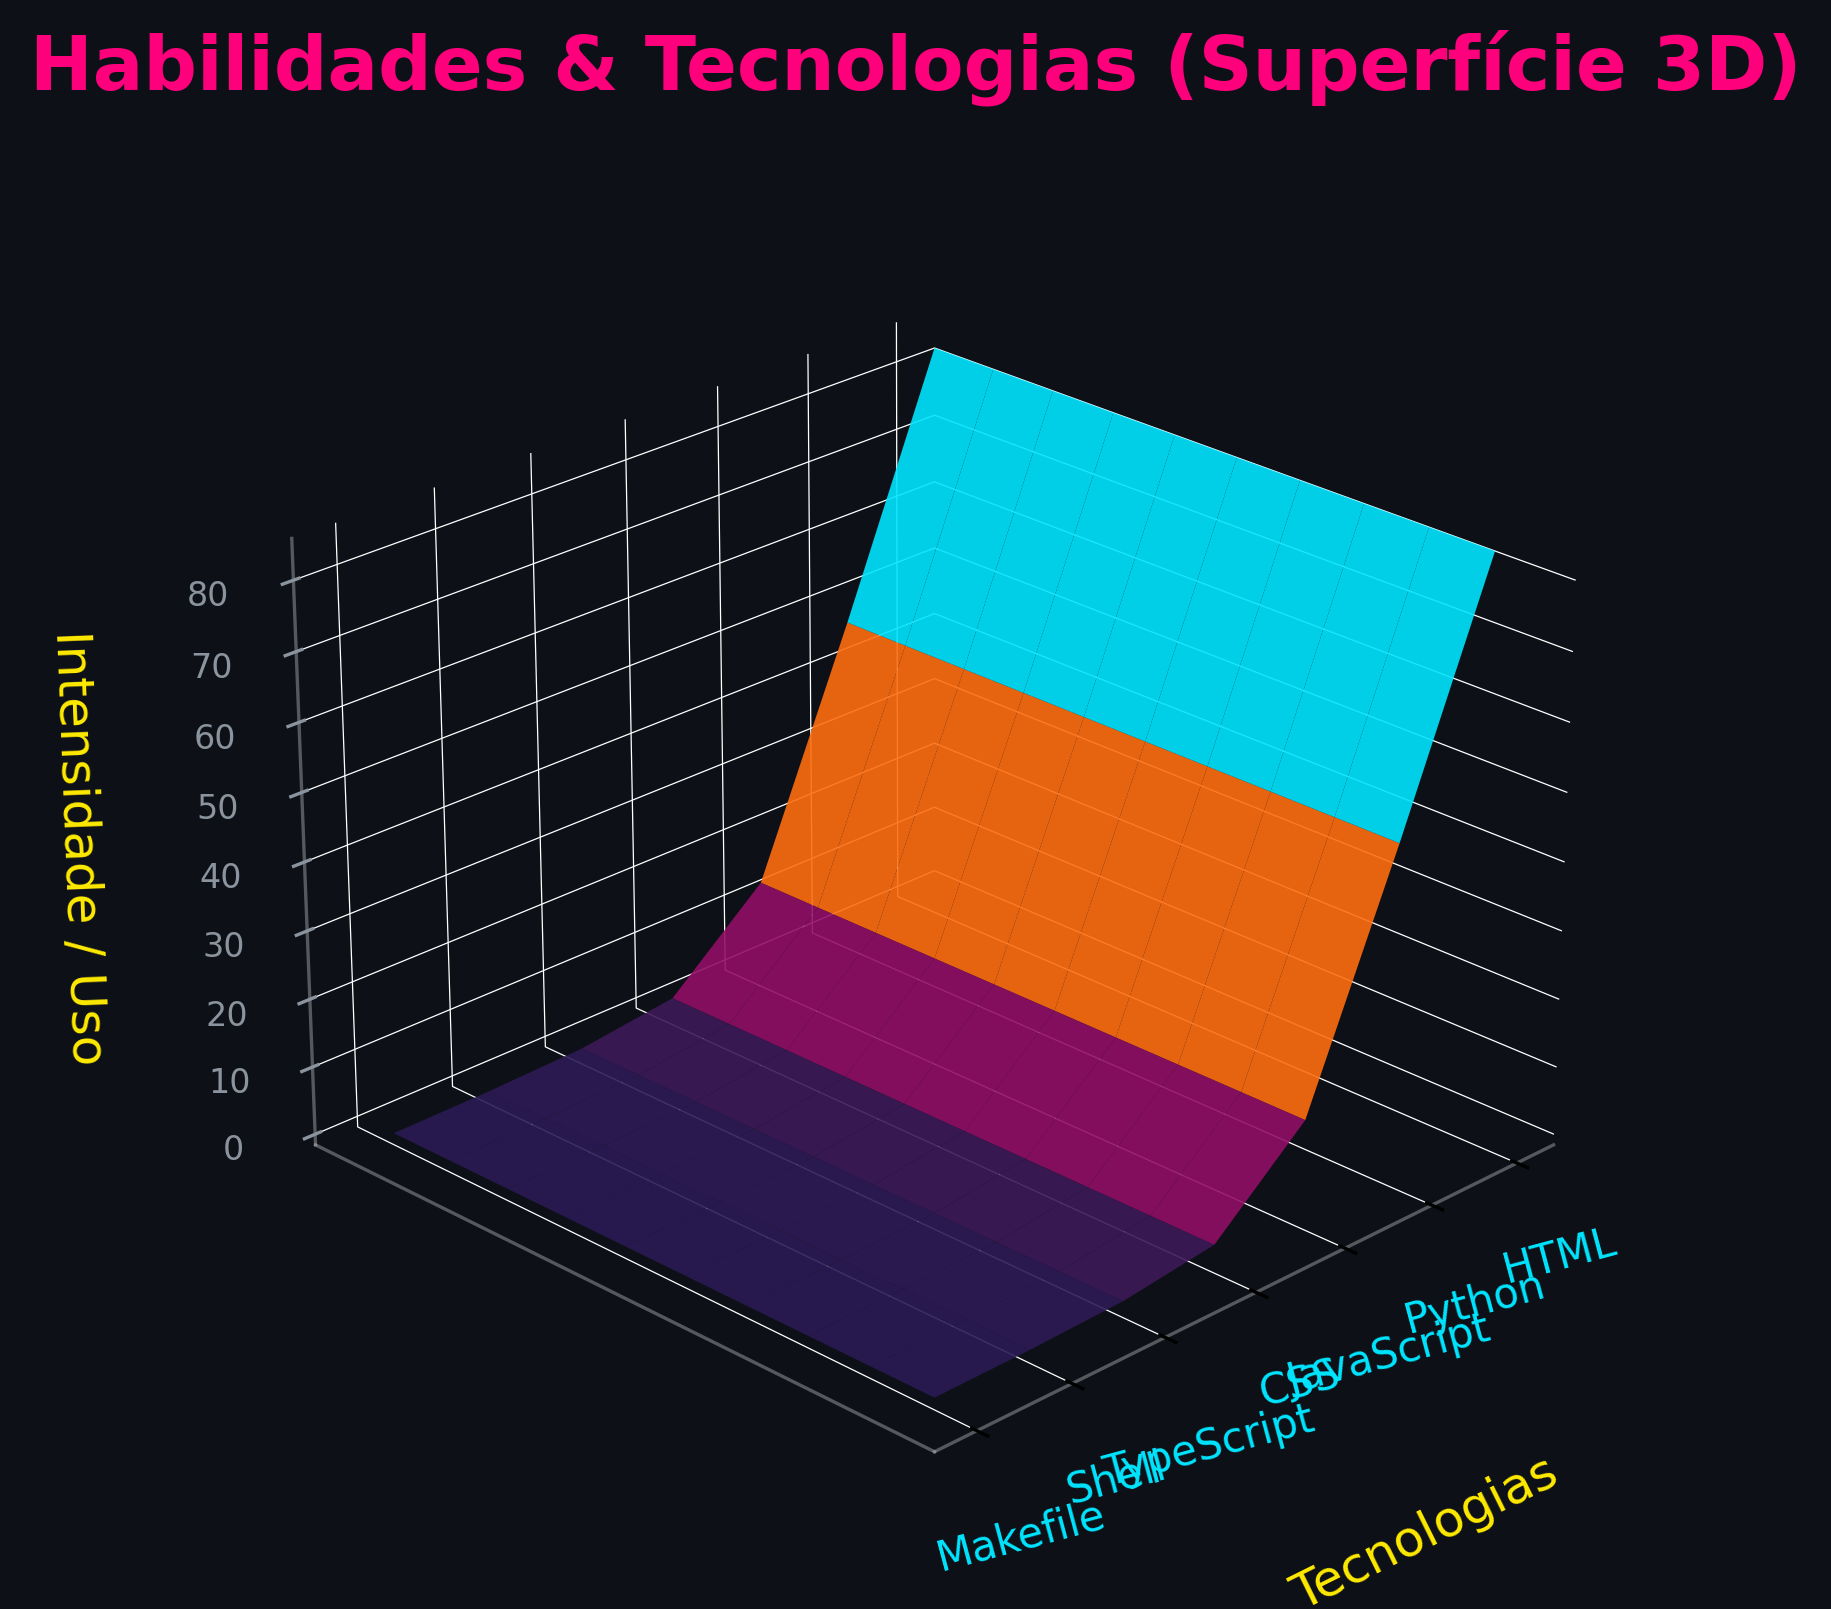 Habilidades & Tecnologias (Superfície 3D)
80
70
60
50
40
30
20
10
0
Intensidade / Uso
HTML
Python
JavaScript
CSS
TypeScript
Shell
Makefile
Tecnologias